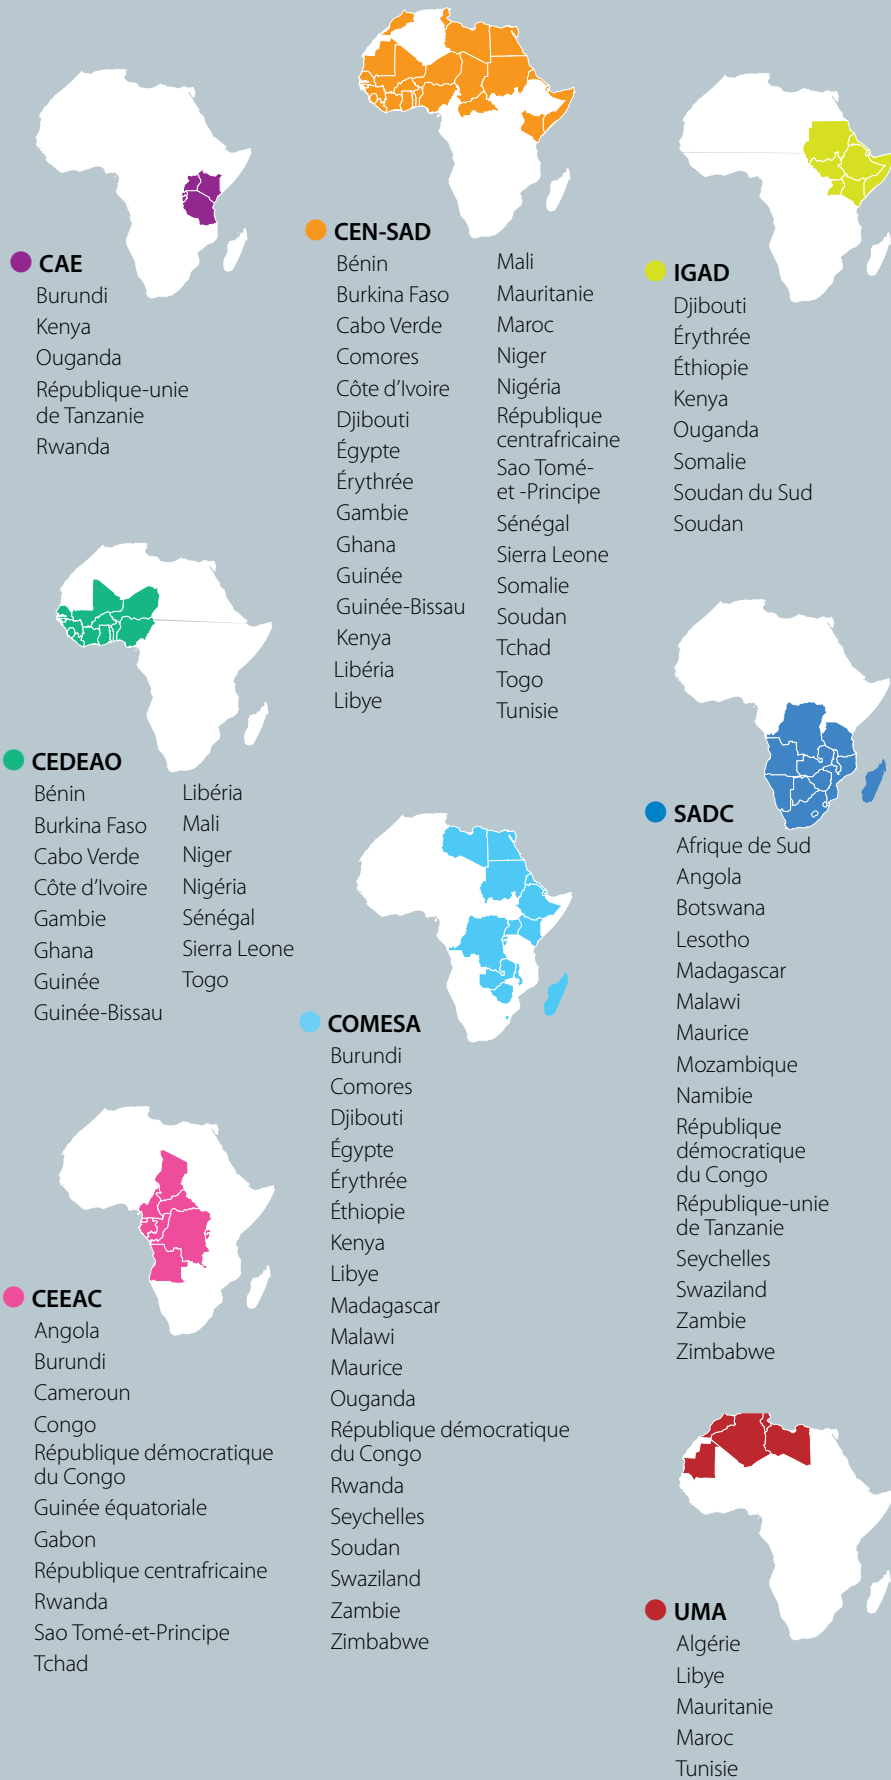 CAE
Burundi
Kenya
Ouganda
République-unie
de Tanzanie
Rwanda
CEN-SAD
Bénin
Burkina Faso
Cabo Verde
Comores
Côte d’Ivoire
Djibouti
Égypte
Érythrée
Gambie
Ghana
Guinée
Guinée-Bissau
Kenya
Libéria
Libye
Mali
Mauritanie
Maroc
Niger
Nigéria
République
centrafricaine
Sao Tomé-
et -Principe
Sénégal
Sierra Leone
Somalie
Soudan
Tchad
Togo
Tunisie
IGAD
Djibouti
Érythrée
Éthiopie
Kenya
Ouganda
Somalie
Soudan du Sud
Soudan
CEDEAO
Bénin
Burkina Faso
Cabo Verde
Côte d’Ivoire
Gambie
Ghana
Guinée
Guinée-Bissau
Libéria
Mali
Niger
Nigéria
Sénégal
Sierra Leone
Togo
COMESA
Burundi
Comores
Djibouti
Égypte
Érythrée
Éthiopie
Kenya
Libye
Madagascar
Malawi
Maurice
Ouganda
République démocratique
du Congo
Rwanda
Seychelles
Soudan
Swaziland
Zambie
Zimbabwe
SADC
Afrique de Sud
Angola
Botswana
Lesotho
Madagascar
Malawi
Maurice
Mozambique
Namibie
République
démocratique
du Congo
République-unie
de Tanzanie
Seychelles
Swaziland
Zambie
Zimbabwe
CEEAC
Angola
Burundi
Cameroun
Congo
République démocratique
du Congo
Guinée équatoriale
Gabon
République centrafricaine
Rwanda
Sao Tomé-et-Principe
Tchad
UMA
Algérie
Libye
Mauritanie
Maroc
Tunisie